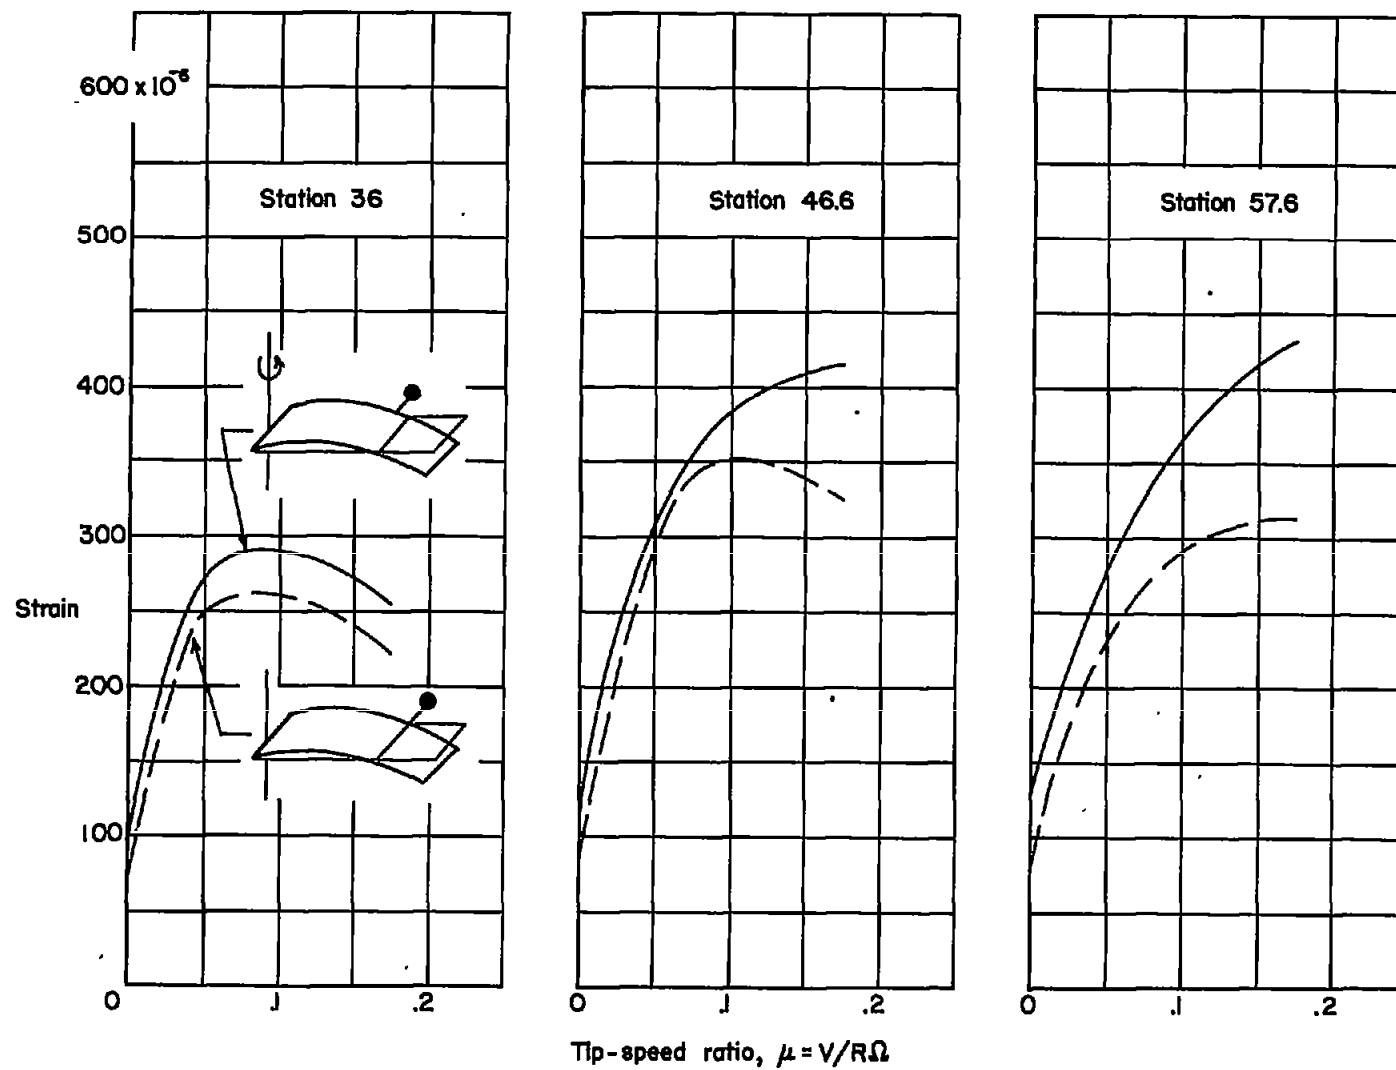 600 x 10⁻⁶
Station 36
Station 46.6
Station 57.6
500
400
300
Strain
200
100
0 .1 .2
0 .1 .2
0 .1 .2
Tip-speed ratio, μ = V/RΩ